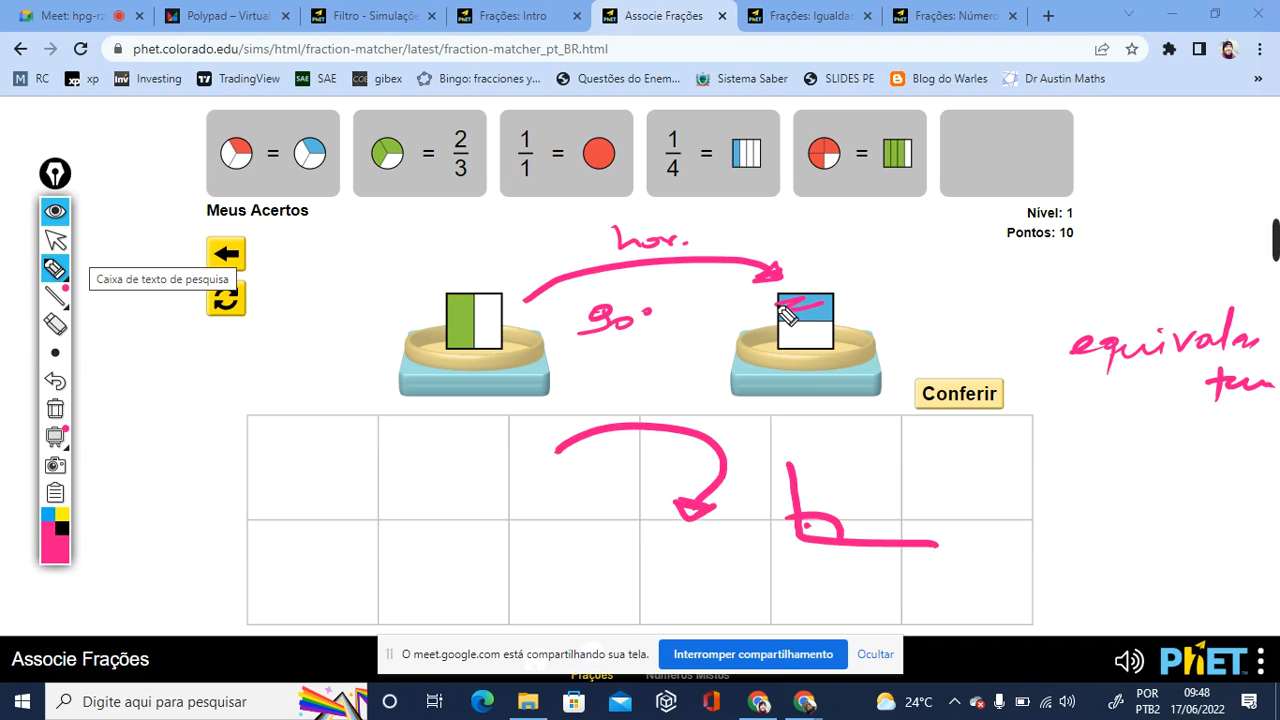 Meet: hpg-r
Polypad – Virtual
Filtro - Simulaçõe
Frações: Intro
Associe Frações
Frações: Igualdad
Frações: Número
phet.colorado.edu/sims/html/fraction-matcher/latest/fraction-matcher_pt_BR.html
RC
xp
Investing
TradingView
SAE
gibex
Bingo: fracciones y...
Questões do Enem...
Sistema Saber
SLIDES PE
Blog do Warles
Dr Austin Maths
=
= 2/3
1/1 =
1/4 =
=
Meus Acertos
Nível: 1
Pontos: 10
hor.
Caixa de texto de pesquisa
90°
equivalen
Conferir
Associe Frações
O meet.google.com está compartilhando sua tela.
Interromper compartilhamento
Ocultar
Frações
Números Mistos
PhET
Digite aqui para pesquisar
24°C
POR
PTB2
09:48
17/06/2022